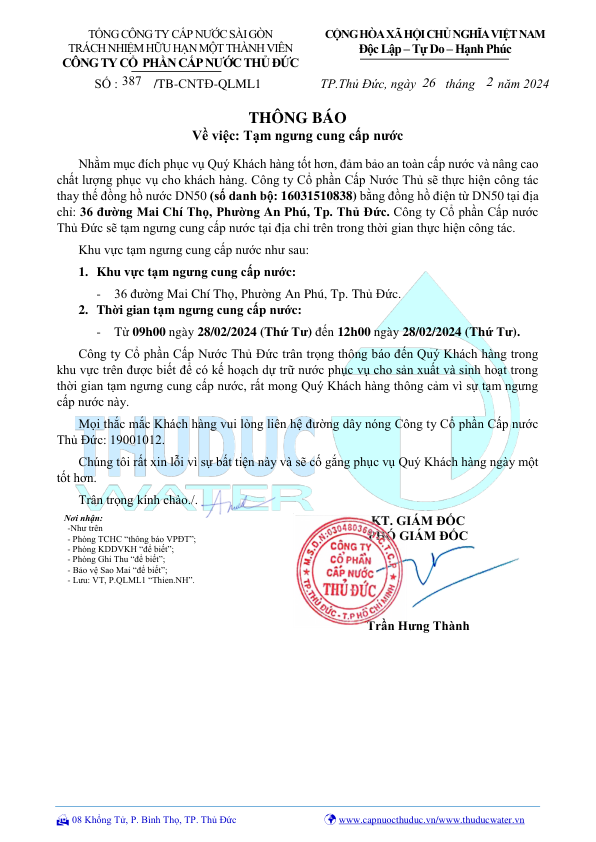 TỔNG CÔNG TY CẤP NƯỚC SÀI GÒN
TRÁCH NHIỆM HỮU HẠN MỘT THÀNH VIÊN
CÔNG TY CỔ PHẦN CẤP NƯỚC THỦ ĐỨC
SỐ : 387 /TB-CNTĐ-QLML1
CỘNG HÒA XÃ HỘI CHỦ NGHĨA VIỆT NAM
Độc Lập – Tự Do – Hạnh Phúc
TP.Thủ Đức, ngày 26 tháng 2 năm 2024
THÔNG BÁO
Về việc: Tạm ngưng cung cấp nước
Nhằm mục đích phục vụ Quý Khách hàng tốt hơn, đảm bảo an toàn cấp nước và nâng cao
chất lượng phục vụ cho khách hàng. Công ty Cổ phần Cấp Nước Thủ sẽ thực hiện công tác
thay thế đồng hồ nước DN50 (số danh bộ: 16031510838) bằng đồng hồ điện từ DN50 tại địa
chỉ: 36 đường Mai Chí Thọ, Phường An Phú, Tp. Thủ Đức. Công ty Cổ phần Cấp nước
Thủ Đức sẽ tạm ngưng cung cấp nước tại địa chỉ trên trong thời gian thực hiện công tác.
Khu vực tạm ngưng cung cấp nước như sau:
1. Khu vực tạm ngưng cung cấp nước:
- 36 đường Mai Chí Thọ, Phường An Phú, Tp. Thủ Đức.
2. Thời gian tạm ngưng cung cấp nước:
- Từ 09h00 ngày 28/02/2024 (Thứ Tư) đến 12h00 ngày 28/02/2024 (Thứ Tư).
Công ty Cổ phần Cấp Nước Thủ Đức trân trọng thông báo đến Quý Khách hàng trong
khu vực trên được biết để có kế hoạch dự trữ nước phục vụ cho sản xuất và sinh hoạt trong
thời gian tạm ngưng cung cấp nước, rất mong Quý Khách hàng thông cảm vì sự tạm ngưng
cấp nước này.
Mọi thắc mắc Khách hàng vui lòng liên hệ đường dây nóng Công ty Cổ phần Cấp nước
Thủ Đức: 19001012.
Chúng tôi rất xin lỗi vì sự bất tiện này và sẽ cố gắng phục vụ Quý Khách hàng ngày một
tốt hơn.
Trân trọng kính chào./.
THUDUC
WATER
Nơi nhận:
-Như trên
- Phòng TCHC “thông báo VPĐT”;
- Phòng KDDVKH “để biết”;
- Phòng Ghi Thu “để biết”;
- Bảo vệ Sao Mai “để biết”;
- Lưu: VT, P.QLML1 “Thien.NH”.
KT. GIÁM ĐỐC
PHÓ GIÁM ĐỐC
CÔNG TY
CỔ PHẦN
CẤP NƯỚC
THỦ ĐỨC
TP.THỦ ĐỨC - T.P HỒ CHÍ MINH
Trần Hưng Thành
08 Khổng Tử, P. Bình Thọ, TP. Thủ Đức
www.capnuocthuduc.vn/www.thuducwater.vn